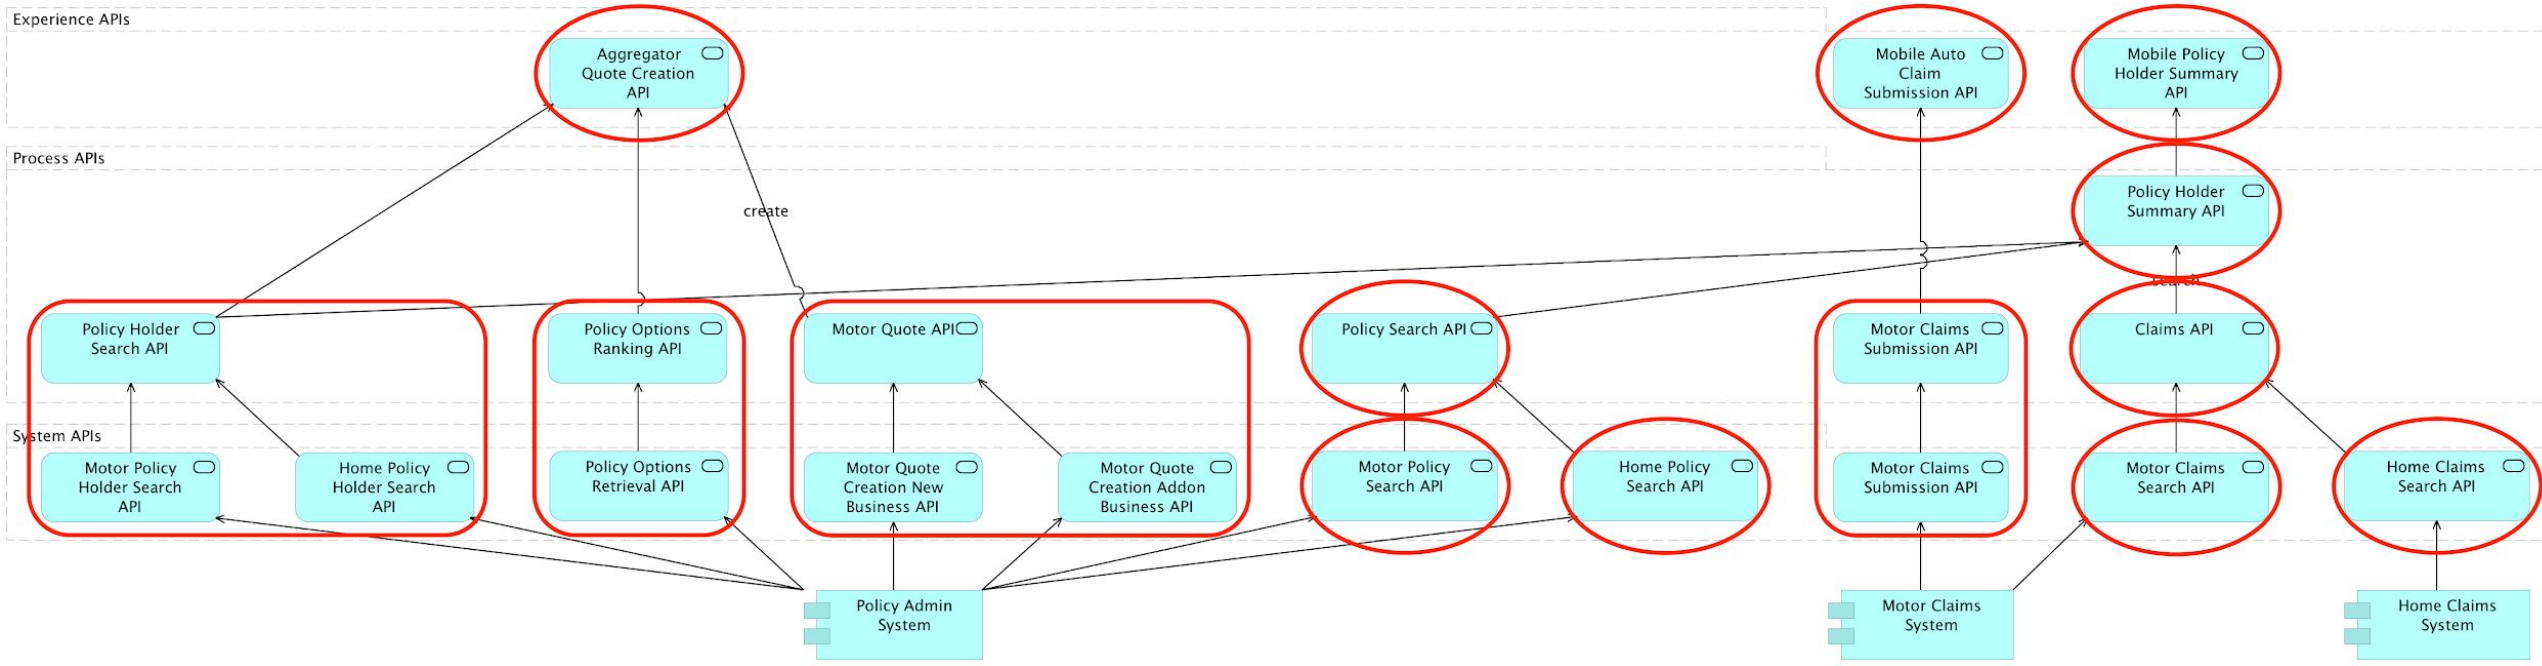 Experience APIs
Aggregator
Quote Creation
API
Mobile Auto
Claim
Submission API
Mobile Policy
Holder Summary
API
Process APIs
Policy Holder
Summary API
create
search
Policy Holder
Search API
Policy Options
Ranking API
Motor Quote API
Policy Search API
Motor Claims
Submission API
Claims API
System APIs
Motor Policy
Holder Search
API
Home Policy
Holder Search
API
Policy Options
Retrieval API
Motor Quote
Creation New
Business API
Motor Quote
Creation Addon
Business API
Motor Policy
Search API
Home Policy
Search API
Motor Claims
Submission API
Motor Claims
Search API
Home Claims
Search API
Policy Admin
System
Motor Claims
System
Home Claims
System